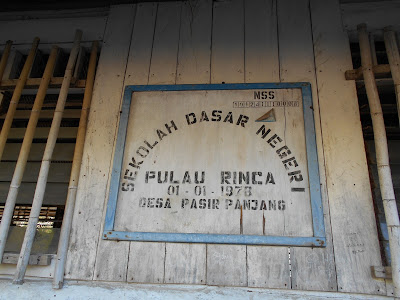 NSS
SEKOLAH DASAR NEGERI
PULAU RINCA
01-01-1978
DESA PASIR PANJANG